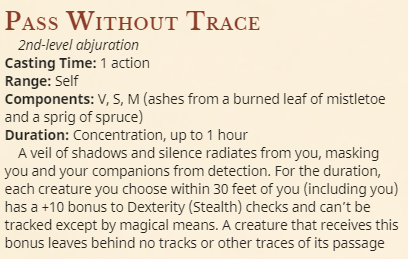 Pass Without Trace
2nd-level abjuration
Casting Time: 1 action
Range: Self
Components: V, S, M (ashes from a burned leaf of mistletoe
and a sprig of spruce)
Duration: Concentration, up to 1 hour
A veil of shadows and silence radiates from you, masking
you and your companions from detection. For the duration,
each creature you choose within 30 feet of you (including you)
has a +10 bonus to Dexterity (Stealth) checks and can't be
tracked except by magical means. A creature that receives this
bonus leaves behind no tracks or other traces of its passage